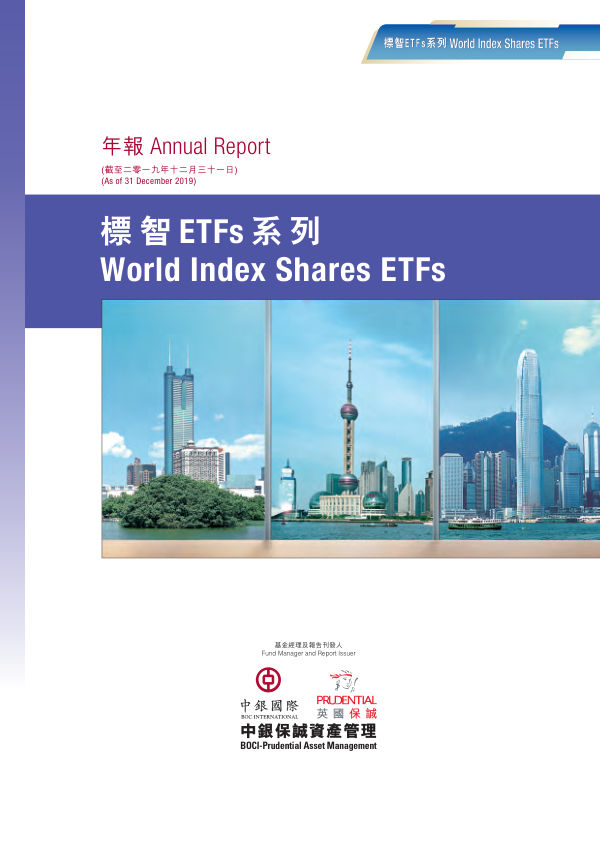 標智ETFs系列 World Index Shares ETFs
年報 Annual Report
(截至二零一九年十二月三十一日)
(As of 31 December 2019)
標智ETFs系列
World Index Shares ETFs
基金經理及報告刊發人
Fund Manager and Report Issuer
中銀國際
BOC INTERNATIONAL
PRUDENTIAL
英國保誠
中銀保誠資產管理
BOCI-Prudential Asset Management